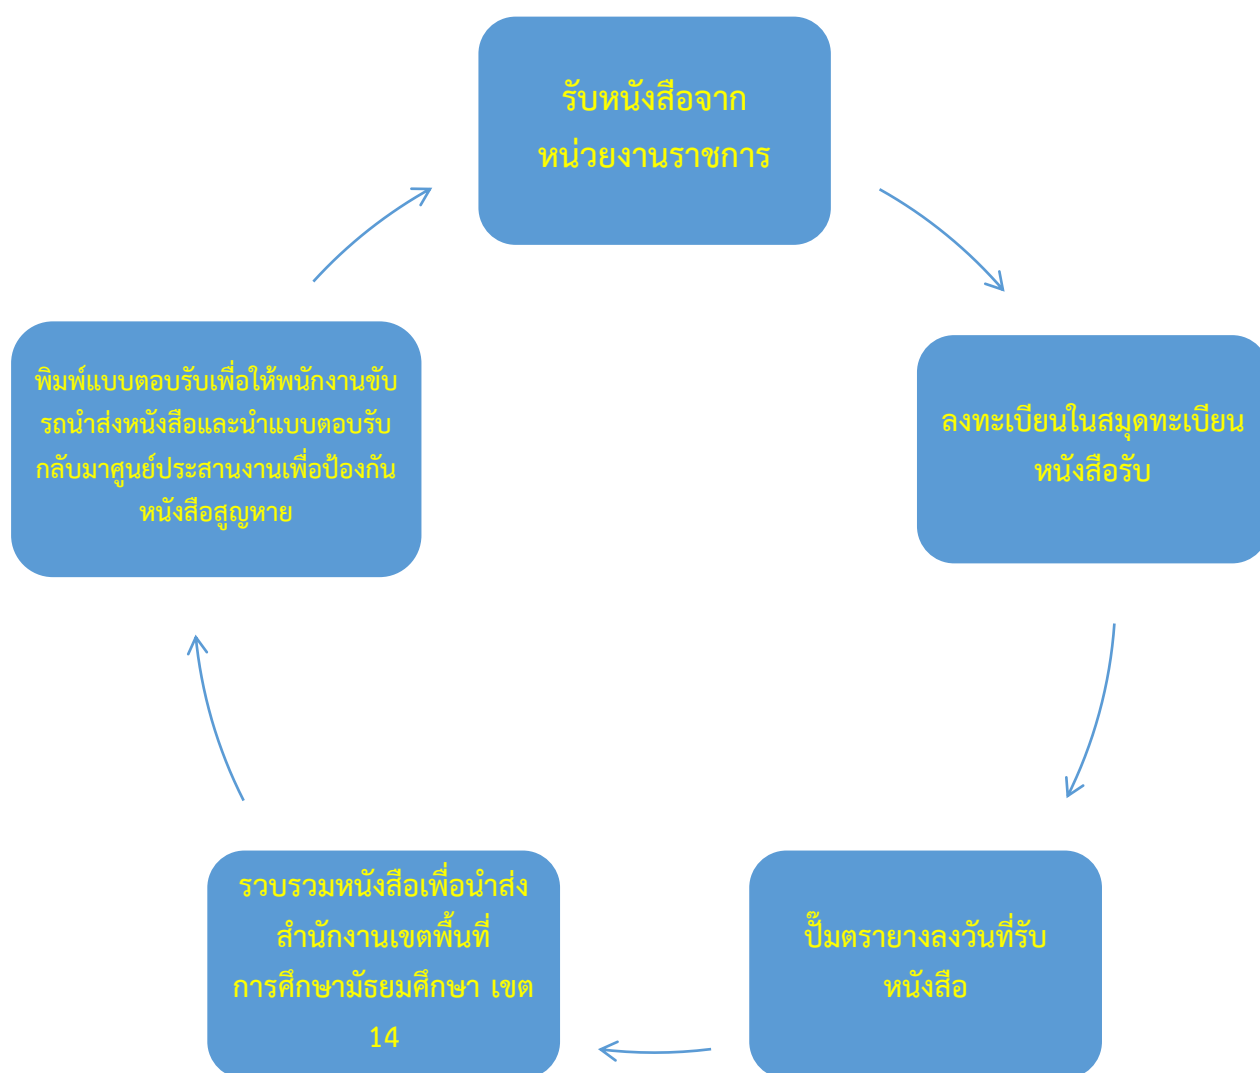 รับหนังสือจาก
หน่วยงานราชการ
ลงทะเบียนในสมุดทะเบียน
หนังสือรับ
ปั๊มตรายางลงวันที่รับ
หนังสือ
รวบรวมหนังสือเพื่อนำส่ง
สำนักงานเขตพื้นที่
การศึกษามัธยมศึกษา เขต
14
พิมพ์แบบตอบรับเพื่อให้พนักงานขับ
รถนำส่งหนังสือและนำแบบตอบรับ
กลับมาศูนย์ประสานงานเพื่อป้องกัน
หนังสือสูญหาย